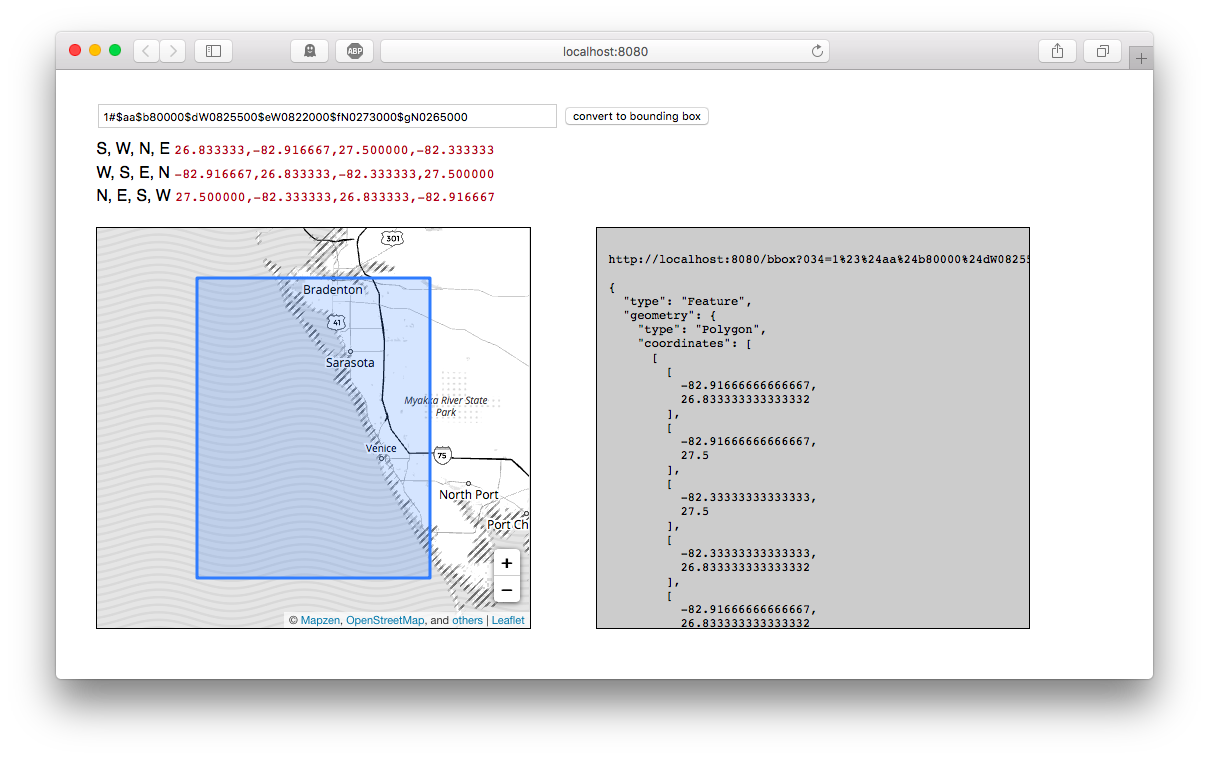 ABP
localhost:8080
1#$aa$b80000$dW0825500$eW0822000$fN0273000$gN0265000
convert to bounding box
S, W, N, E 26.833333,-82.916667,27.500000,-82.333333
W, S, E, N -82.916667,26.833333,-82.333333,27.500000
N, E, S, W 27.500000,-82.333333,26.833333,-82.916667
301
Bradenton
41
Sarasota
Myakka River State
Park
Venice
75
North Port
Port Ch
+
−
© Mapzen, OpenStreetMap, and others | Leaflet
http://localhost:8080/bbox?034=1%23%24aa%24b80000%24dW0825
{
"type": "Feature",
"geometry": {
"type": "Polygon",
"coordinates": [
[
[
-82.91666666666667,
26.833333333333332
],
[
-82.91666666666667,
27.5
],
[
-82.33333333333333,
27.5
],
[
-82.33333333333333,
26.833333333333332
],
[
-82.91666666666667,
26.833333333333332